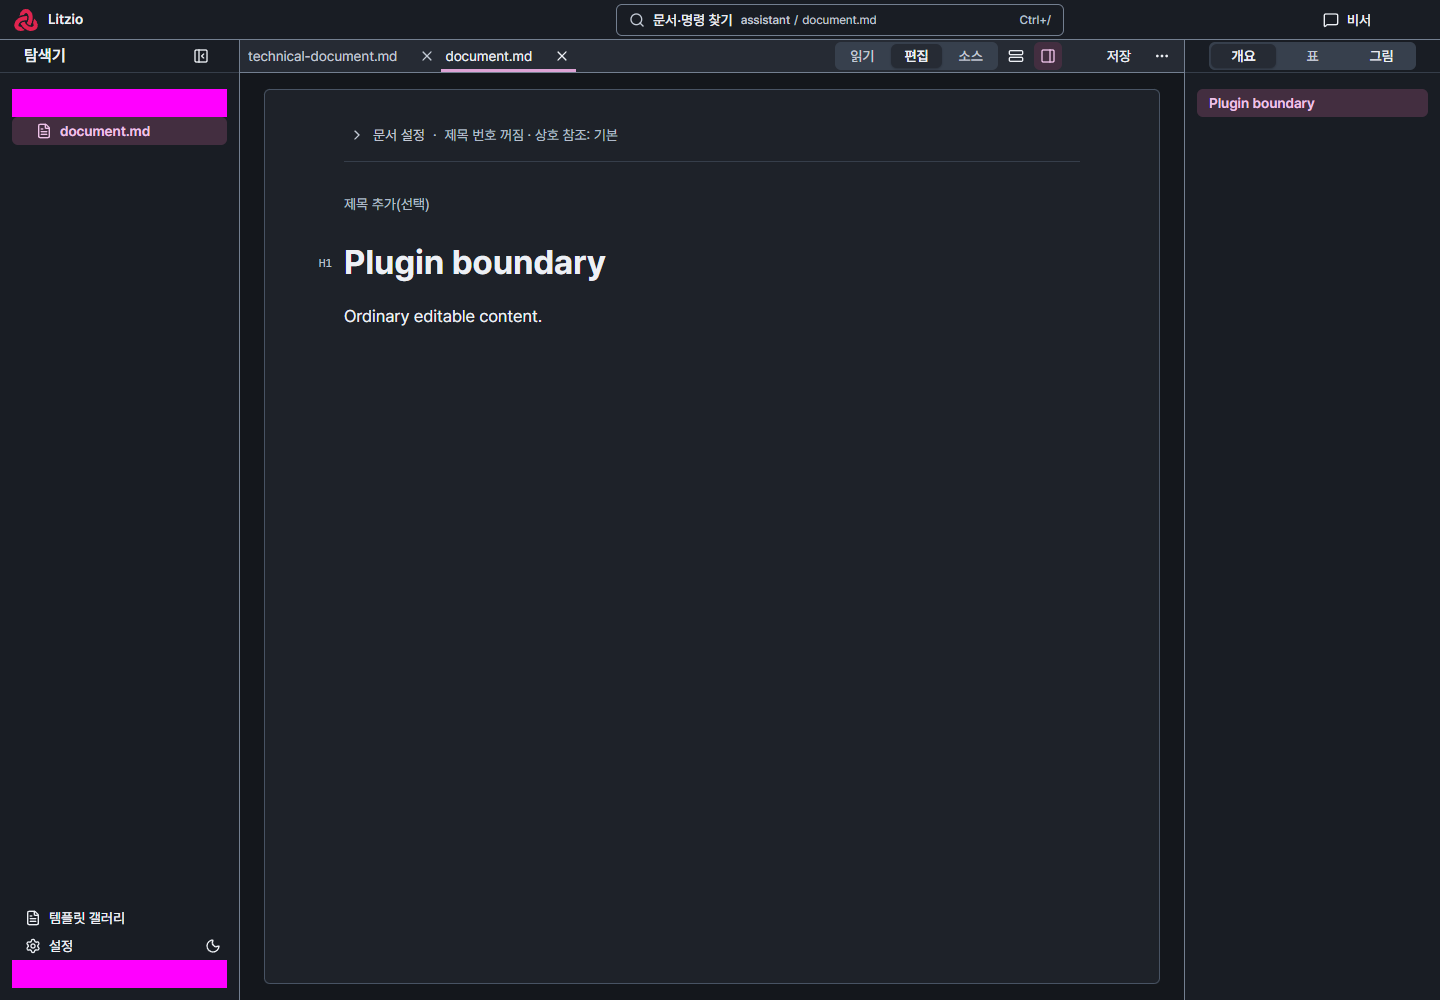 Litzio
문서·명령 찾기 assistant / document.md Ctrl+/
비서
탐색기
document.md
템플릿 갤러리
설정
technical-document.md
document.md
읽기 편집 소스
저장
문서 설정 · 제목 번호 꺼짐 · 상호 참조: 기본
제목 추가(선택)
H1 Plugin boundary
Ordinary editable content.
개요 표 그림
Plugin boundary